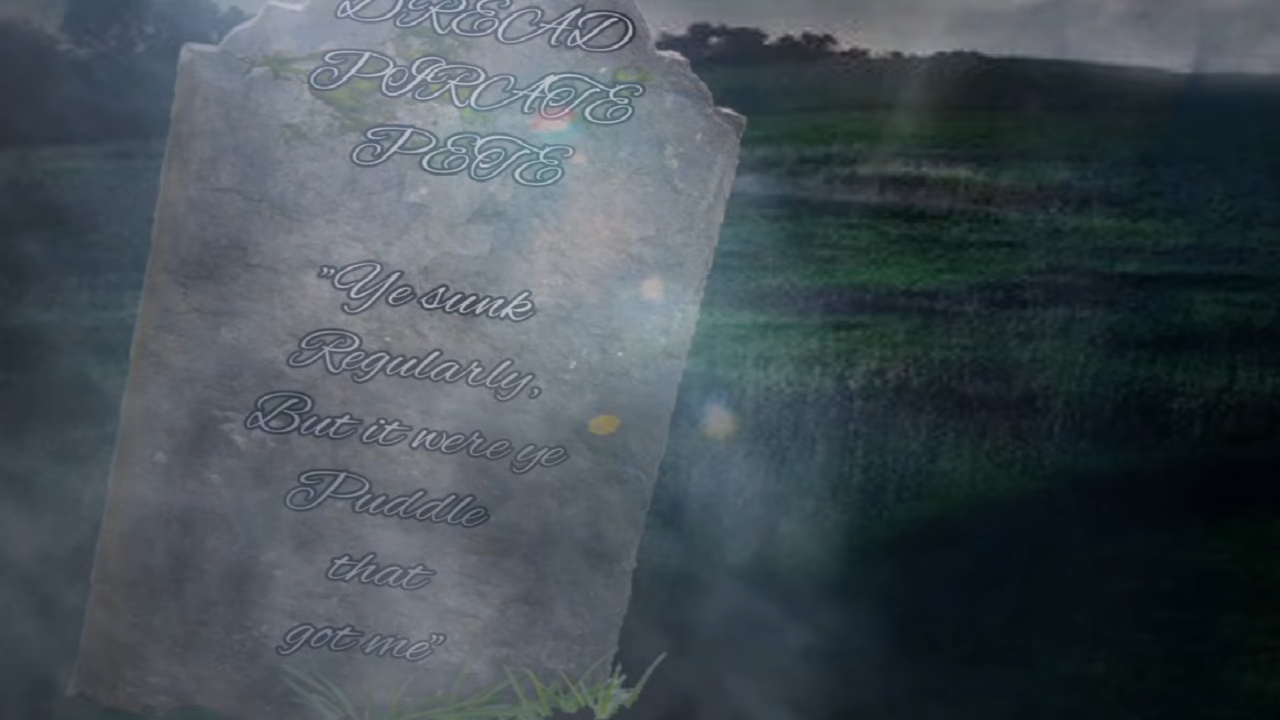 DREAD
PIRATE
PETE
”Ye sunk
Regularly,
But it were ye
Puddle
that
got me”